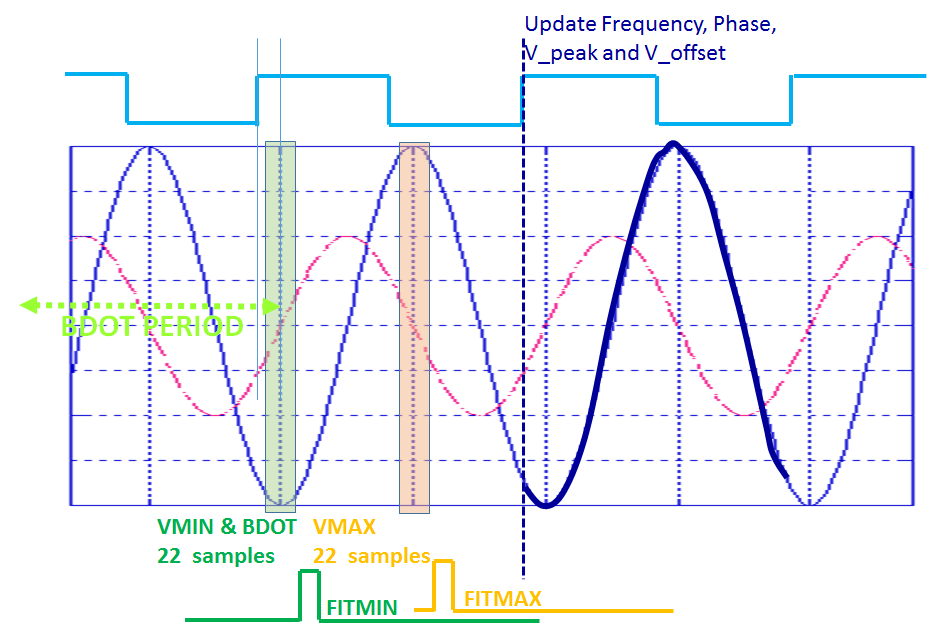 Update Frequency, Phase,
V_peak and V_offset
BDOT PERIOD
VMIN & BDOT
22 samples
VMAX
22 samples
FITMIN
FITMAX